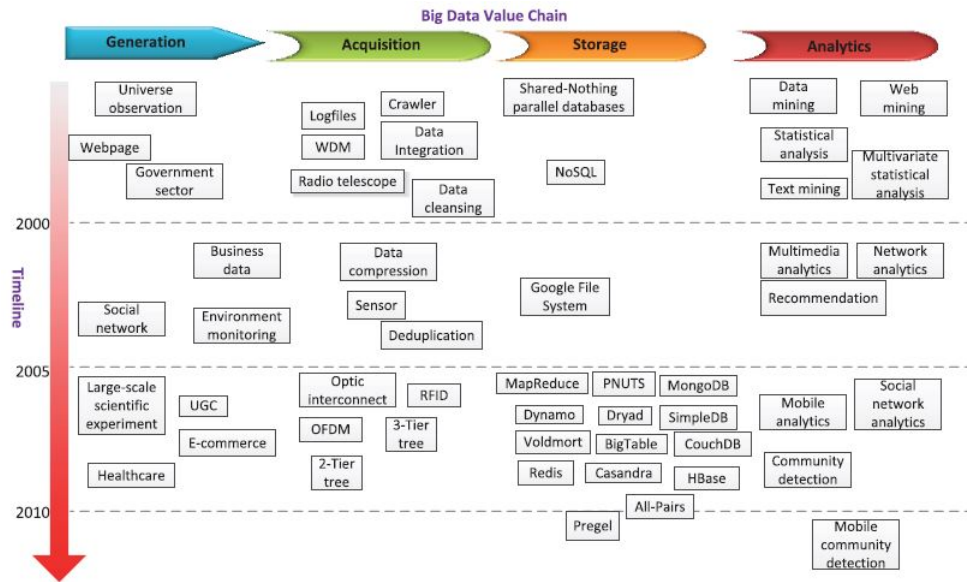 Big Data Value Chain
Generation
Acquisition
Storage
Analytics
Timeline
Universe
observation
Webpage
Government
sector
Logfiles
Crawler
WDM
Data
Integration
Radio telescope
Data
cleansing
Shared-Nothing
parallel databases
NoSQL
Data
mining
Web
mining
Statistical
analysis
Multivariate
statistical
analysis
Text mining
2000
Business
data
Social
network
Environment
monitoring
Data
compression
Sensor
Deduplication
Google File
System
Multimedia
analytics
Network
analytics
Recommendation
2005
Large-scale
scientific
experiment
UGC
E-commerce
Healthcare
Optic
interconnect
RFID
OFDM
3-Tier
tree
2-Tier
tree
MapReduce
PNUTS
MongoDB
Dynamo
Dryad
SimpleDB
Voldmort
BigTable
CouchDB
Redis
Casandra
HBase
All-Pairs
Mobile
analytics
Social
network
analytics
Community
detection
2010
Pregel
Mobile
community
detection